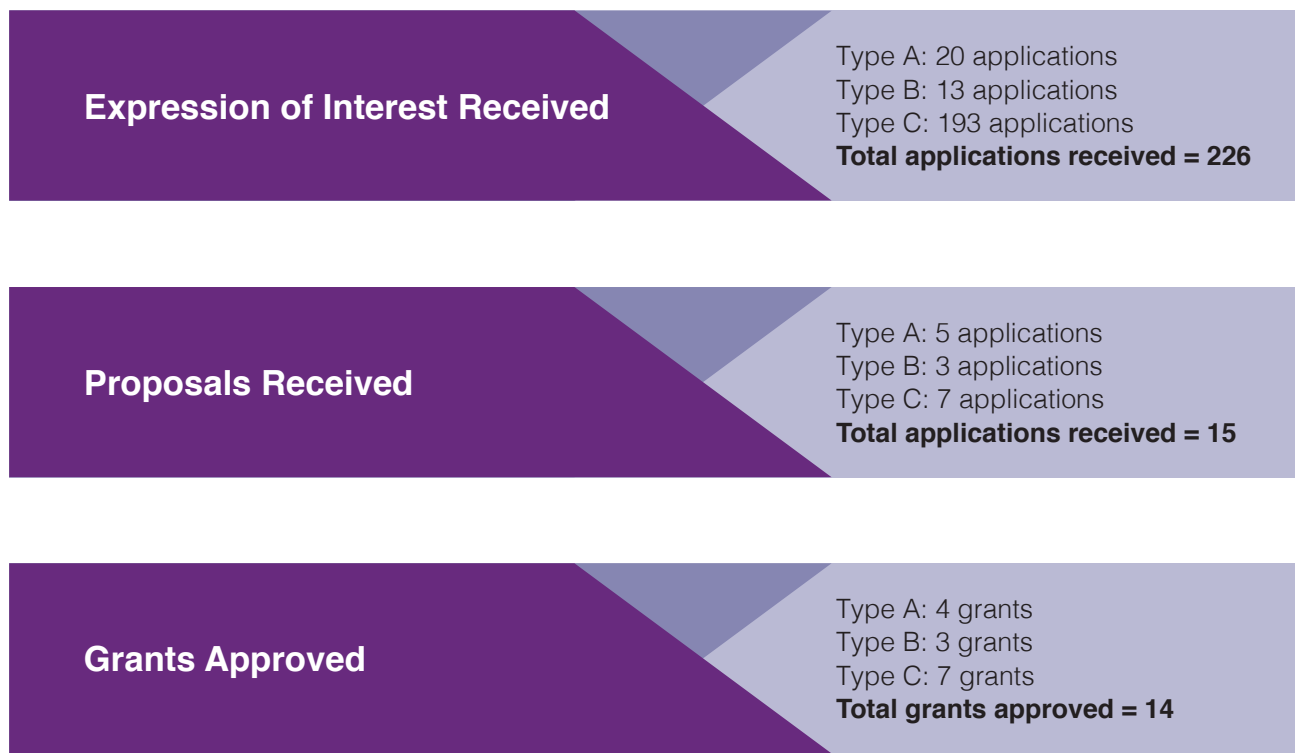 Expression of Interest Received
Type A: 20 applications
Type B: 13 applications
Type C: 193 applications
Total applications received = 226
Proposals Received
Type A: 5 applications
Type B: 3 applications
Type C: 7 applications
Total applications received = 15
Grants Approved
Type A: 4 grants
Type B: 3 grants
Type C: 7 grants
Total grants approved = 14